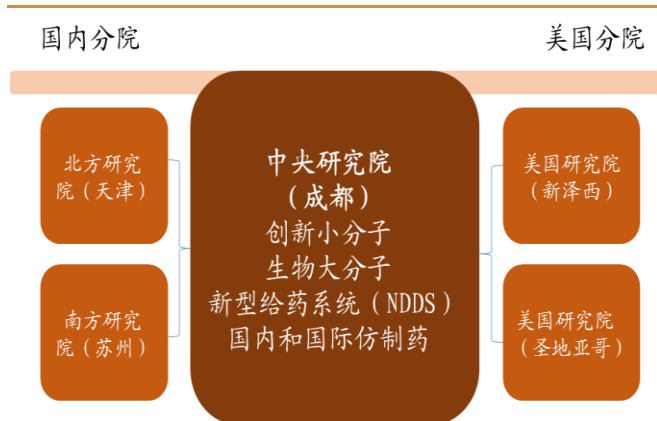 国内分院
美国分院
北方研究
院（天津）
南方研究
院（苏州）
中央研究院
（成都）
创新小分子
生物大分子
新型给药系统（NDDS）
国内和国际仿制药
美国研究院
（新泽西）
美国研究院
（圣地亚哥）